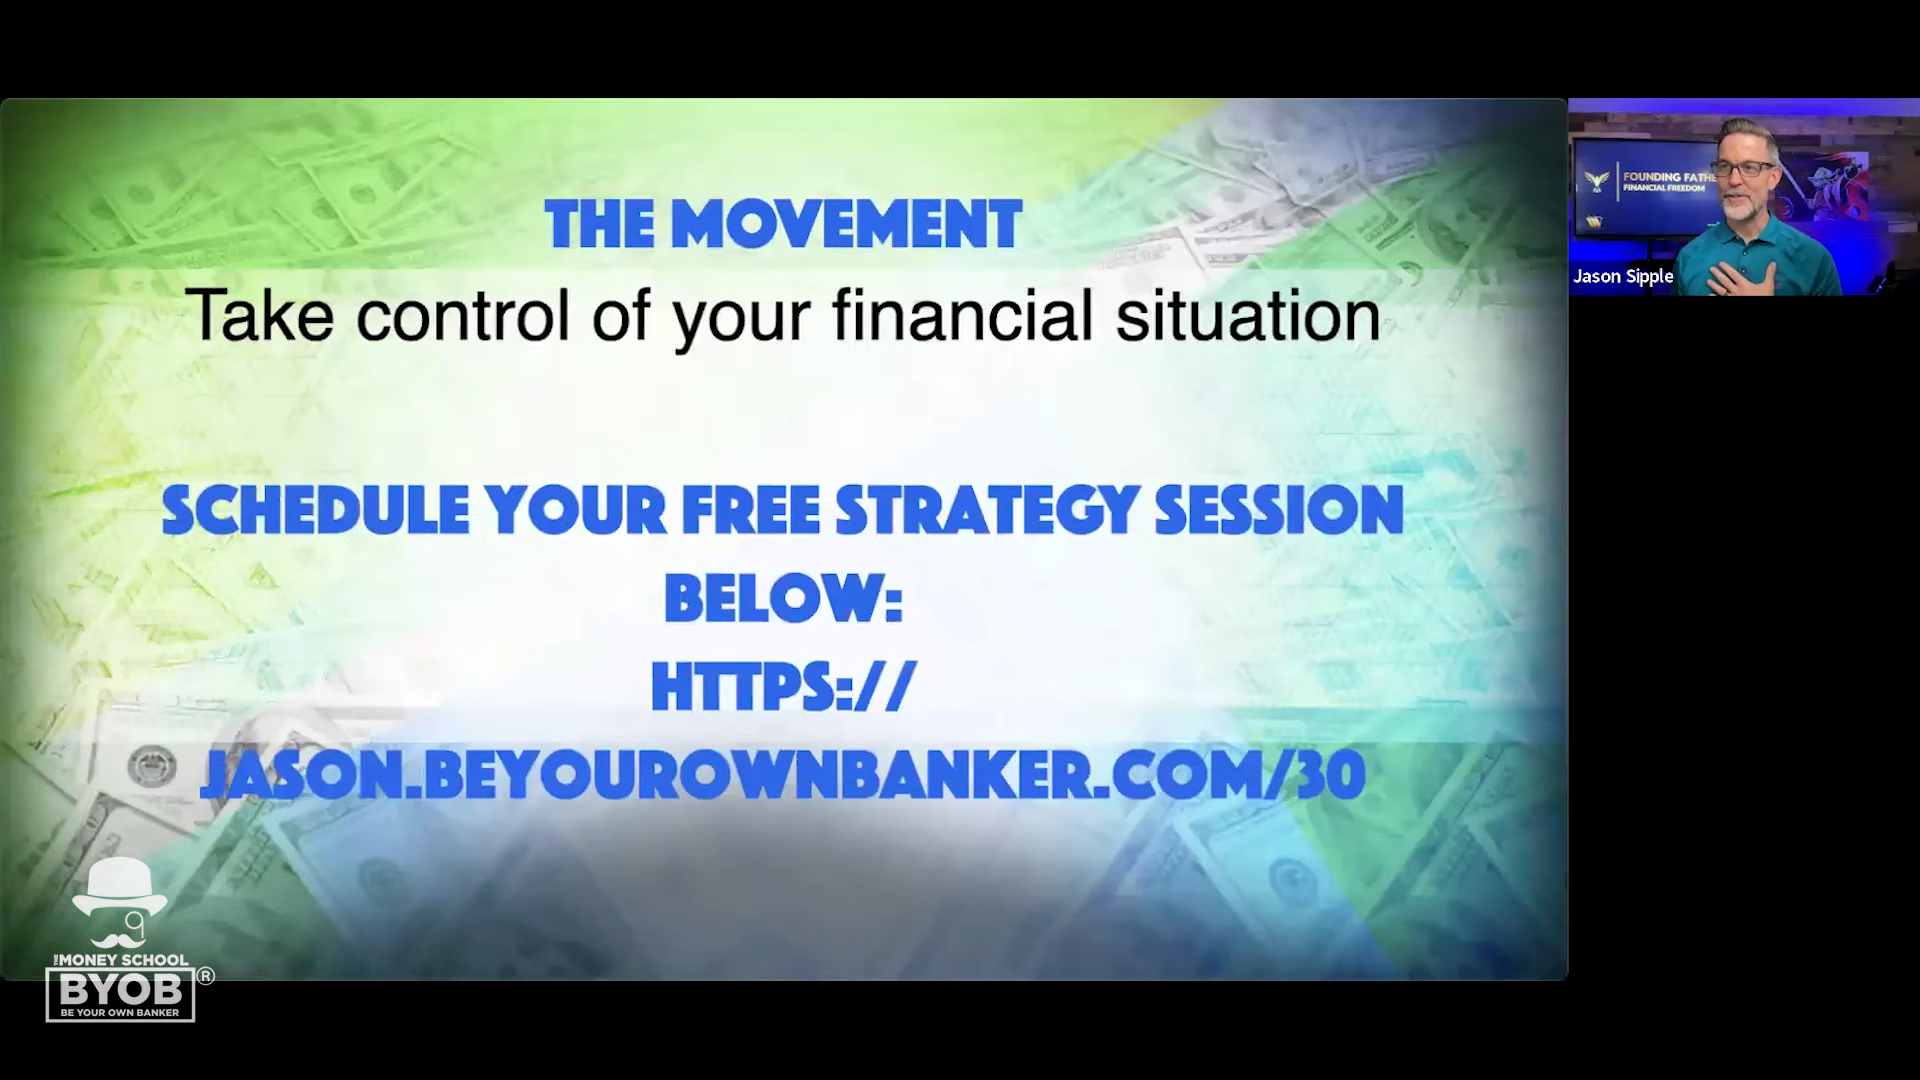 THE MOVEMENT
Take control of your financial situation
SCHEDULE YOUR FREE STRATEGY SESSION
BELOW:
HTTPS://
JASON.BEYOUROWNBANKER.COM/30
FOUNDING FATHE
FINANCIAL FREEDOM
Jason Sipple
THE MONEY SCHOOL
BYOB®
BE YOUR OWN BANKER